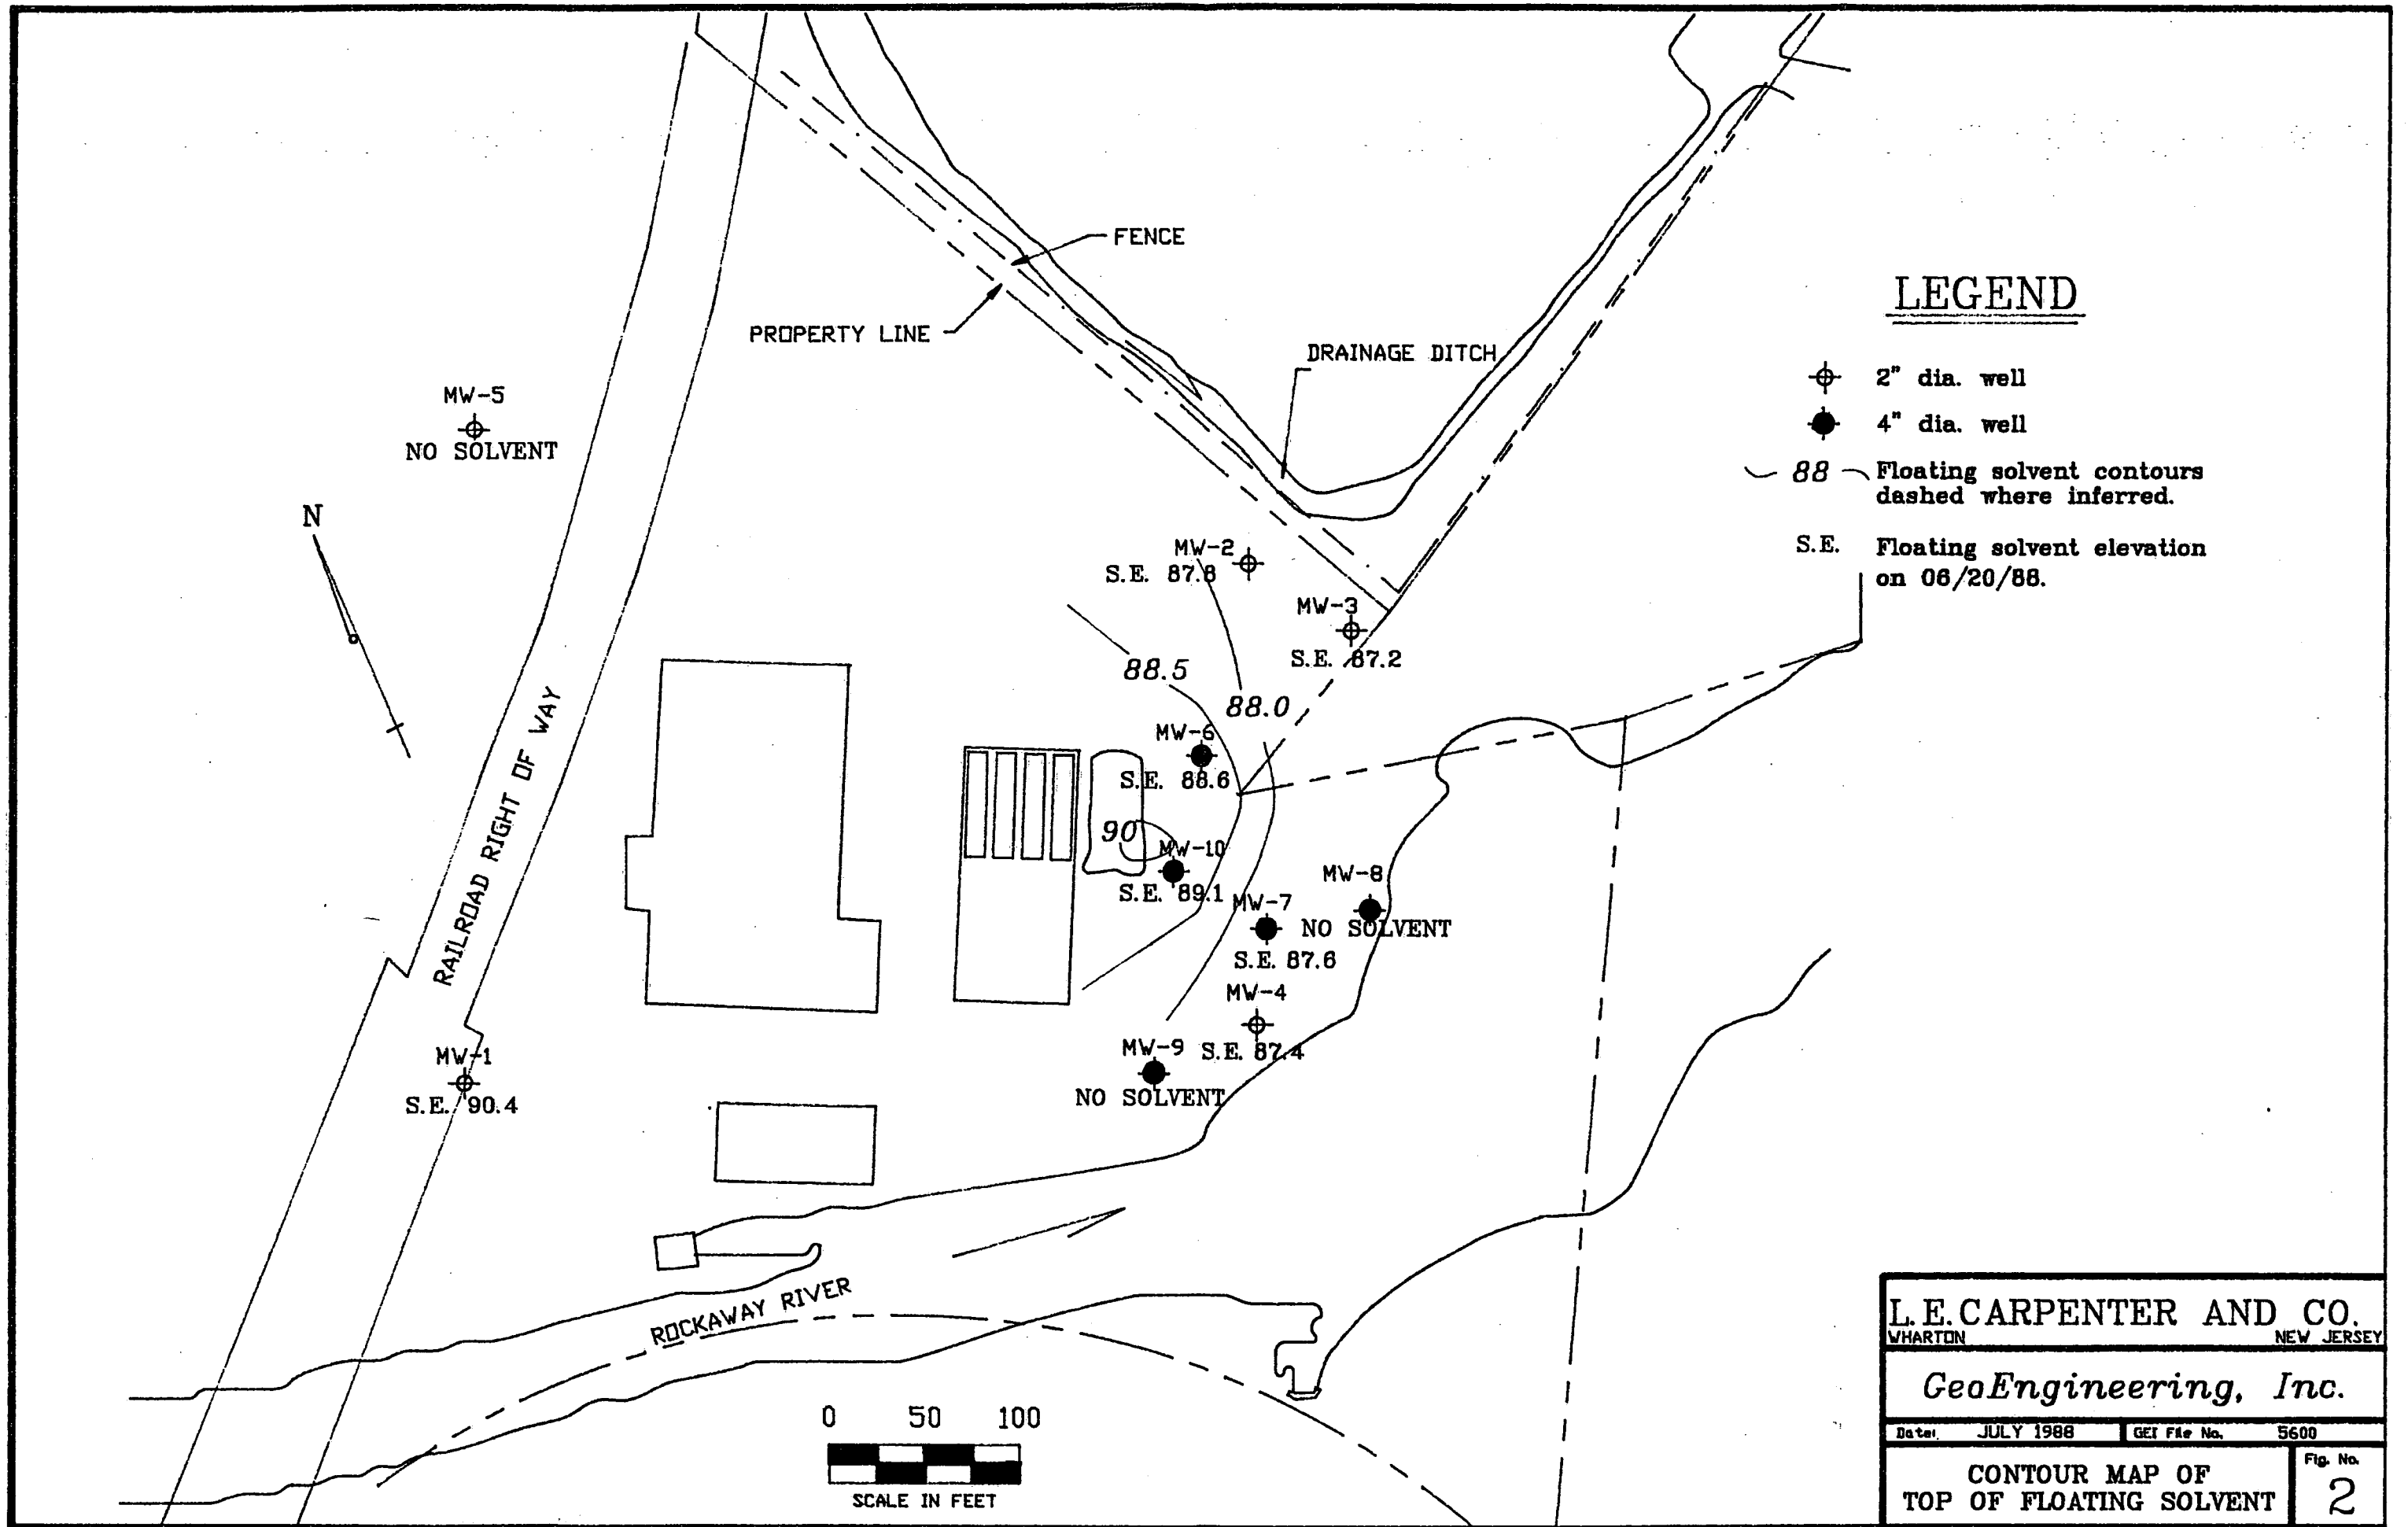 FENCE
PROPERTY LINE
DRAINAGE DITCH
LEGEND
2" dia. well
4" dia. well
88 Floating solvent contours
dashed where inferred.
S.E. Floating solvent elevation
on 06/20/88.
MW-5
NO SOLVENT
N
MW-2
S.E. 87.8
MW-3
S.E. 87.2
88.5
88.0
MW-6
S.E. 88.6
90
MW-10
S.E. 89.1
MW-7
S.E. 87.6
MW-8
NO SOLVENT
MW-4
S.E. 87.4
MW-9
NO SOLVENT
RAILROAD RIGHT OF WAY
MW-1
S.E. 90.4
ROCKAWAY RIVER
0 50 100
SCALE IN FEET
L.E.CARPENTER AND CO.
WHARTON NEW JERSEY
GeoEngineering, Inc.
Date: JULY 1988 GEI File No. 5600
CONTOUR MAP OF
TOP OF FLOATING SOLVENT
Fig. No.
2